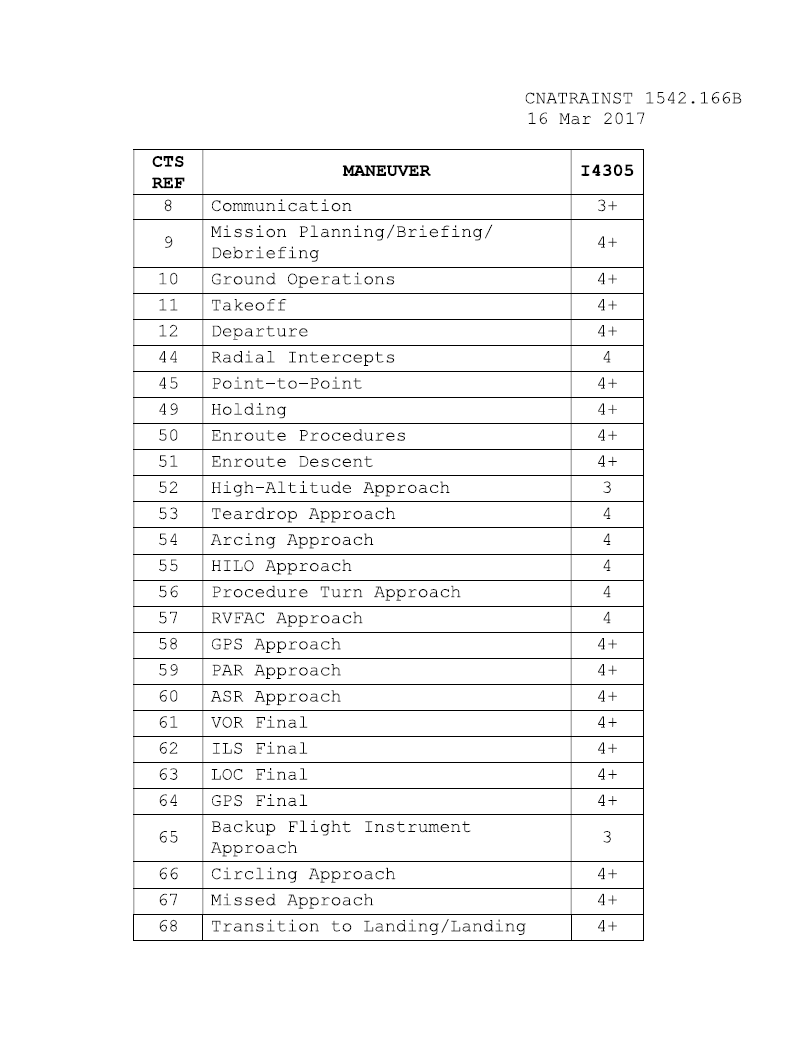 CNATRAINST 1542.166B
16 Mar 2017
CTS REF MANEUVER I4305
8 Communication 3+
9 Mission Planning/Briefing/ Debriefing 4+
10 Ground Operations 4+
11 Takeoff 4+
12 Departure 4+
44 Radial Intercepts 4
45 Point-to-Point 4+
49 Holding 4+
50 Enroute Procedures 4+
51 Enroute Descent 4+
52 High-Altitude Approach 3
53 Teardrop Approach 4
54 Arcing Approach 4
55 HILO Approach 4
56 Procedure Turn Approach 4
57 RVFAC Approach 4
58 GPS Approach 4+
59 PAR Approach 4+
60 ASR Approach 4+
61 VOR Final 4+
62 ILS Final 4+
63 LOC Final 4+
64 GPS Final 4+
65 Backup Flight Instrument Approach 3
66 Circling Approach 4+
67 Missed Approach 4+
68 Transition to Landing/Landing 4+